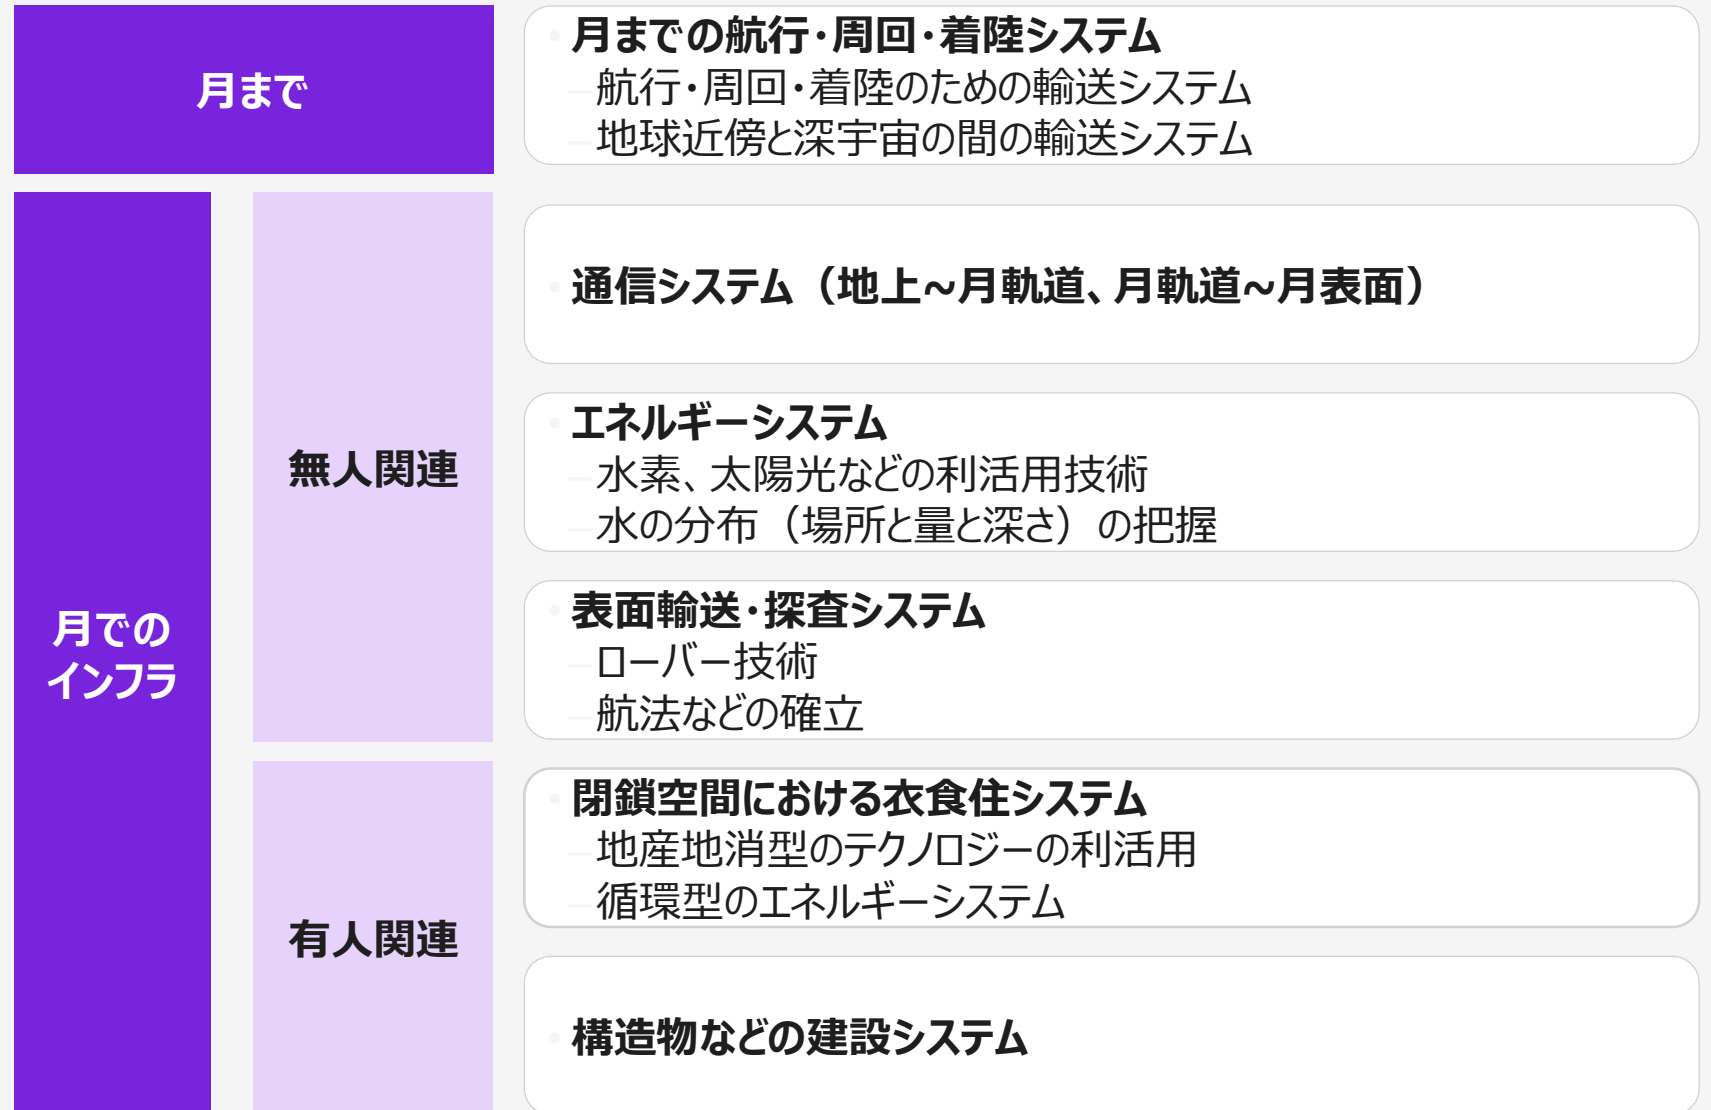 月まで
• 月までの航行・周回・着陸システム
–航行・周回・着陸のための輸送システム
–地球近傍と深宇宙の間の輸送システム
月での
インフラ
無人関連
• 通信システム（地上~月軌道、月軌道~月表面）
• エネルギーシステム
–水素、太陽光などの利活用技術
–水の分布（場所と量と深さ）の把握
• 表面輸送・探査システム
–ローバー技術
–航法などの確立
有人関連
• 閉鎖空間における衣食住システム
–地産地消型のテクノロジーの利活用
–循環型のエネルギーシステム
• 構造物などの建設システム